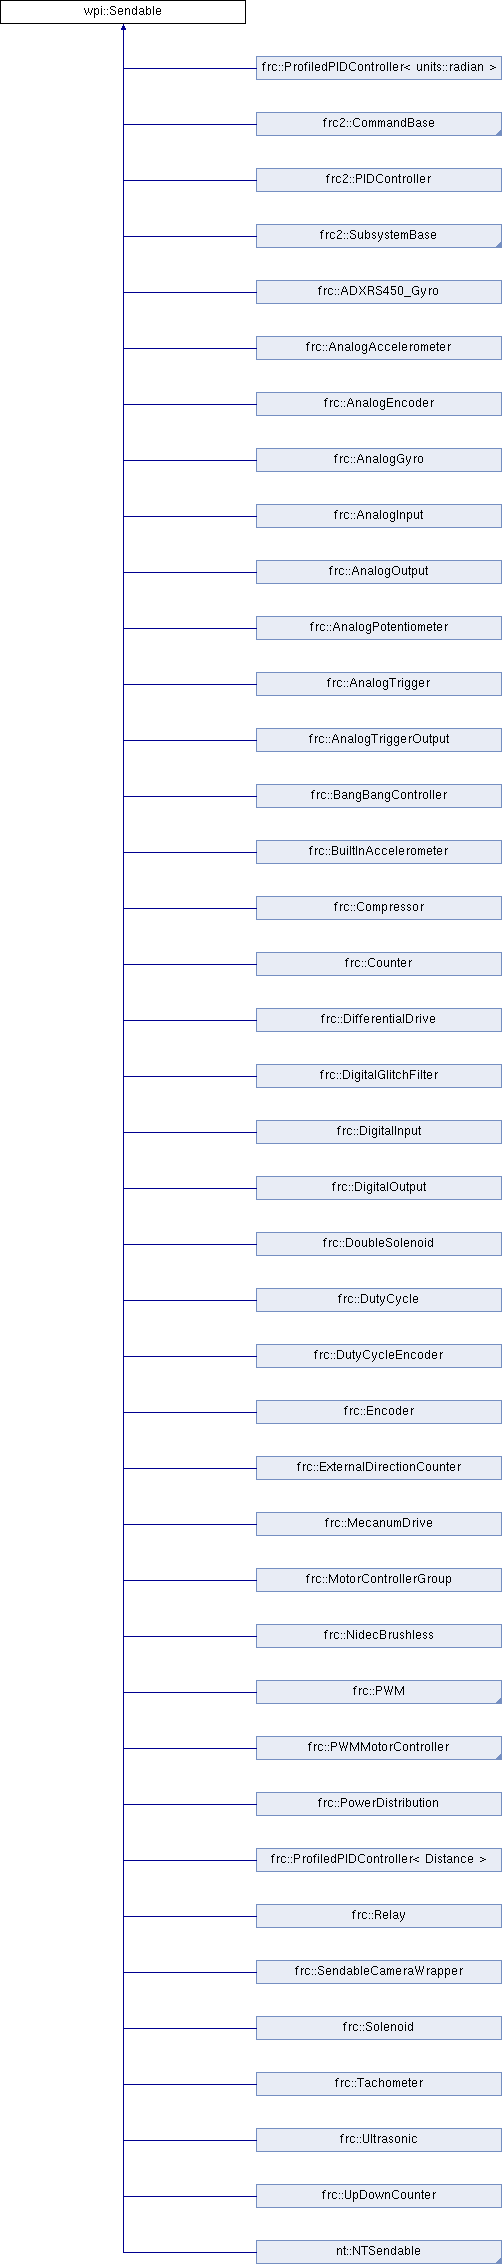 wpi::Sendable
frc::ProfiledPIDController< units::radian >
frc2::CommandBase
frc2::PIDController
frc2::SubsystemBase
frc::ADXRS450_Gyro
frc::AnalogAccelerometer
frc::AnalogEncoder
frc::AnalogGyro
frc::AnalogInput
frc::AnalogOutput
frc::AnalogPotentiometer
frc::AnalogTrigger
frc::AnalogTriggerOutput
frc::BangBangController
frc::BuiltInAccelerometer
frc::Compressor
frc::Counter
frc::DifferentialDrive
frc::DigitalGlitchFilter
frc::DigitalInput
frc::DigitalOutput
frc::DoubleSolenoid
frc::DutyCycle
frc::DutyCycleEncoder
frc::Encoder
frc::ExternalDirectionCounter
frc::MecanumDrive
frc::MotorControllerGroup
frc::NidecBrushless
frc::PWM
frc::PWMMotorController
frc::PowerDistribution
frc::ProfiledPIDController< Distance >
frc::Relay
frc::SendableCameraWrapper
frc::Solenoid
frc::Tachometer
frc::Ultrasonic
frc::UpDownCounter
nt::NTSendable